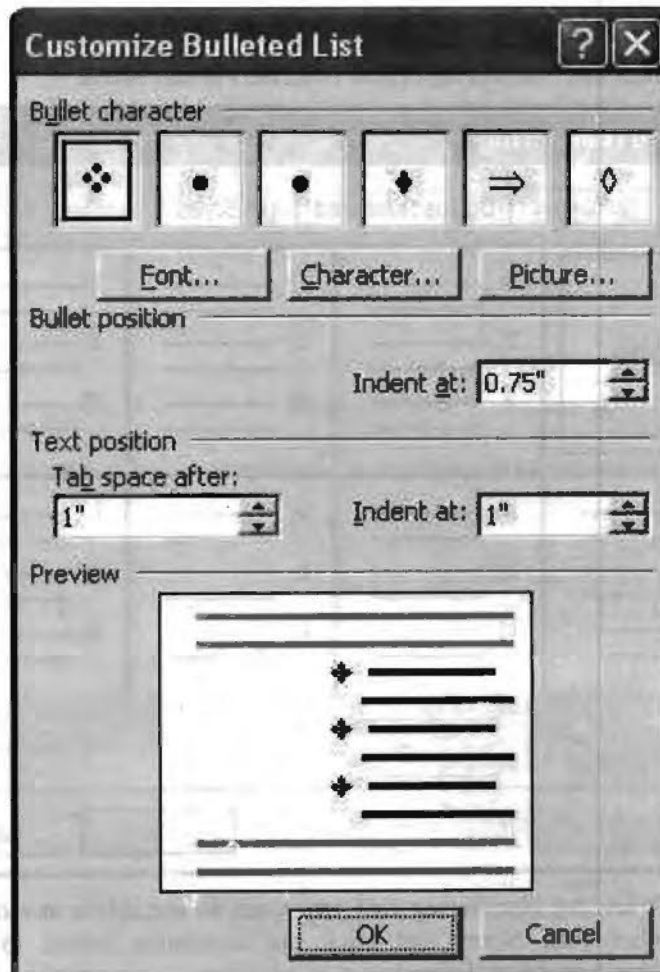 Customize Bulleted List
Bullet character
Font... Character... Picture...
Bullet position
Indent at: 0.75"
Text position
Tab space after:
1" Indent at: 1"
Preview
OK Cancel